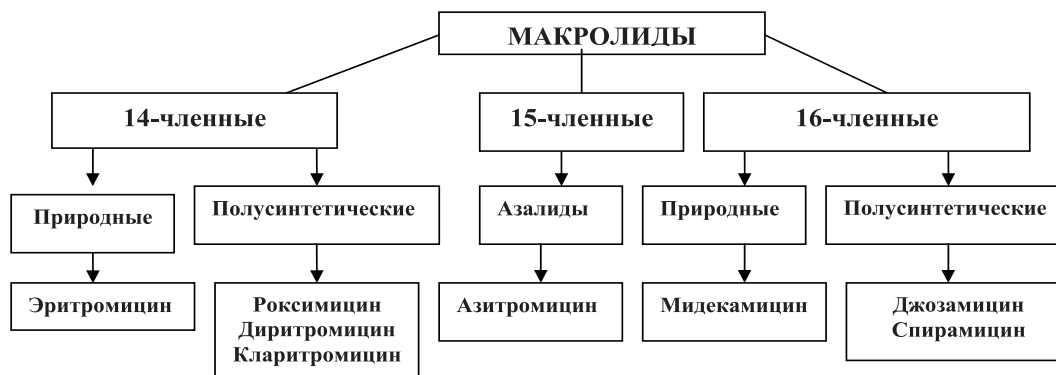 МАКРОЛИДЫ
14-членные
15-членные
16-членные
Природные
Полусинтетические
Азалиды
Природные
Полусинтетические
Эритромицин
Роксимицин
Диритромицин
Кларитромицин
Азитромицин
Мидекамицин
Джозамицин
Спирамицин